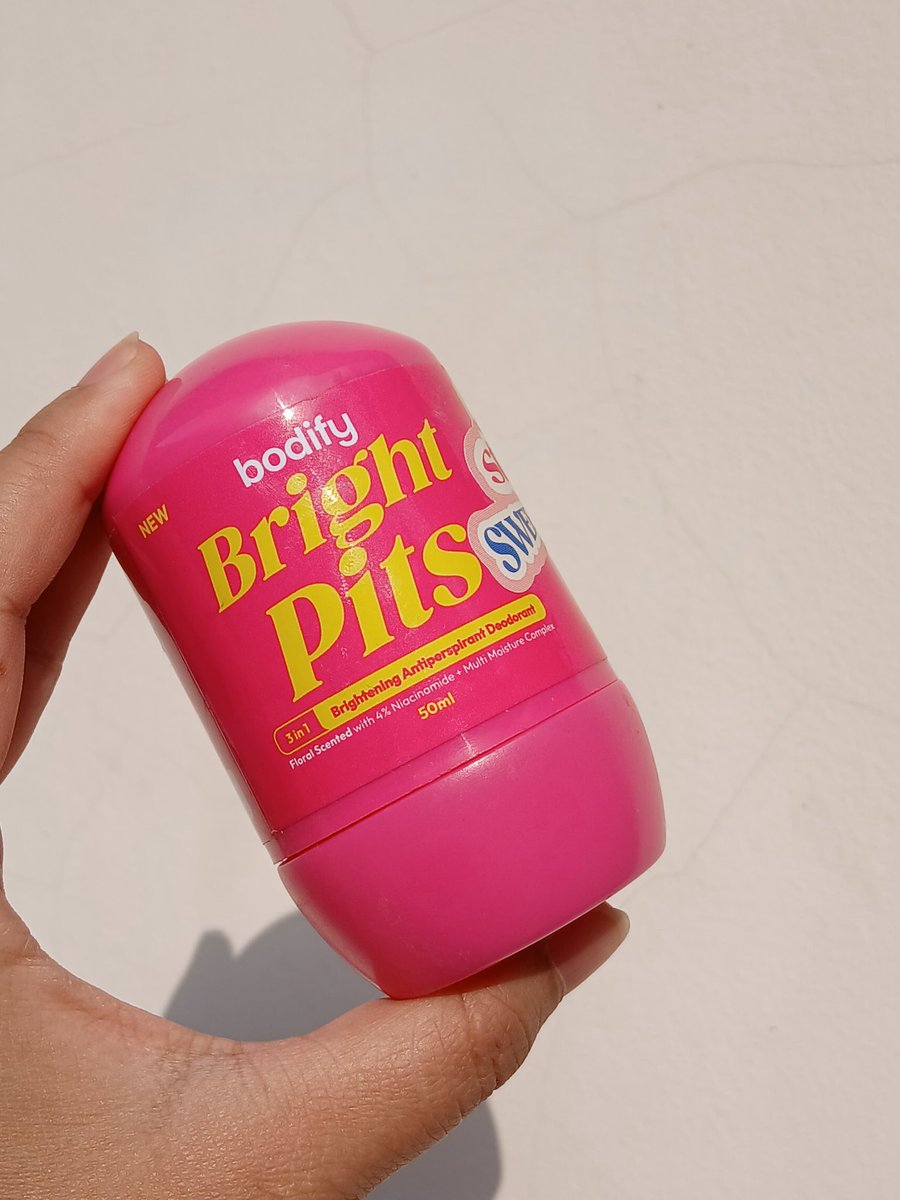 bodify
NEW
Bright
Pits
3 in 1 Brightening Antiperspirant Deodorant
Floral Scented with 4% Niacinamide + Multi Moisture Complex
50ml